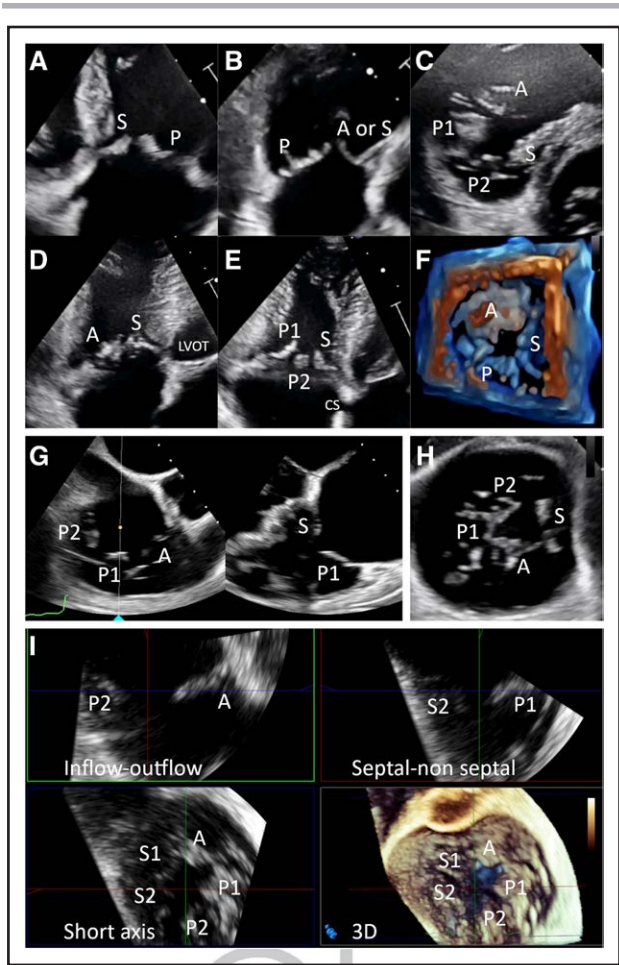 A
S
P
B
P
A or S
C
A
P1
S
P2
D
A
S
LVOT
E
P1
S
P2
CS
F
A
S
P
G
P2
P1
A
S
P1
H
P2
P1
S
A
I
P2
A
Inflow-outflow
S2
P1
Septal-non septal
S1
A
S2
P1
Short axis
P2
S1
A
S2
P1
P2
3D